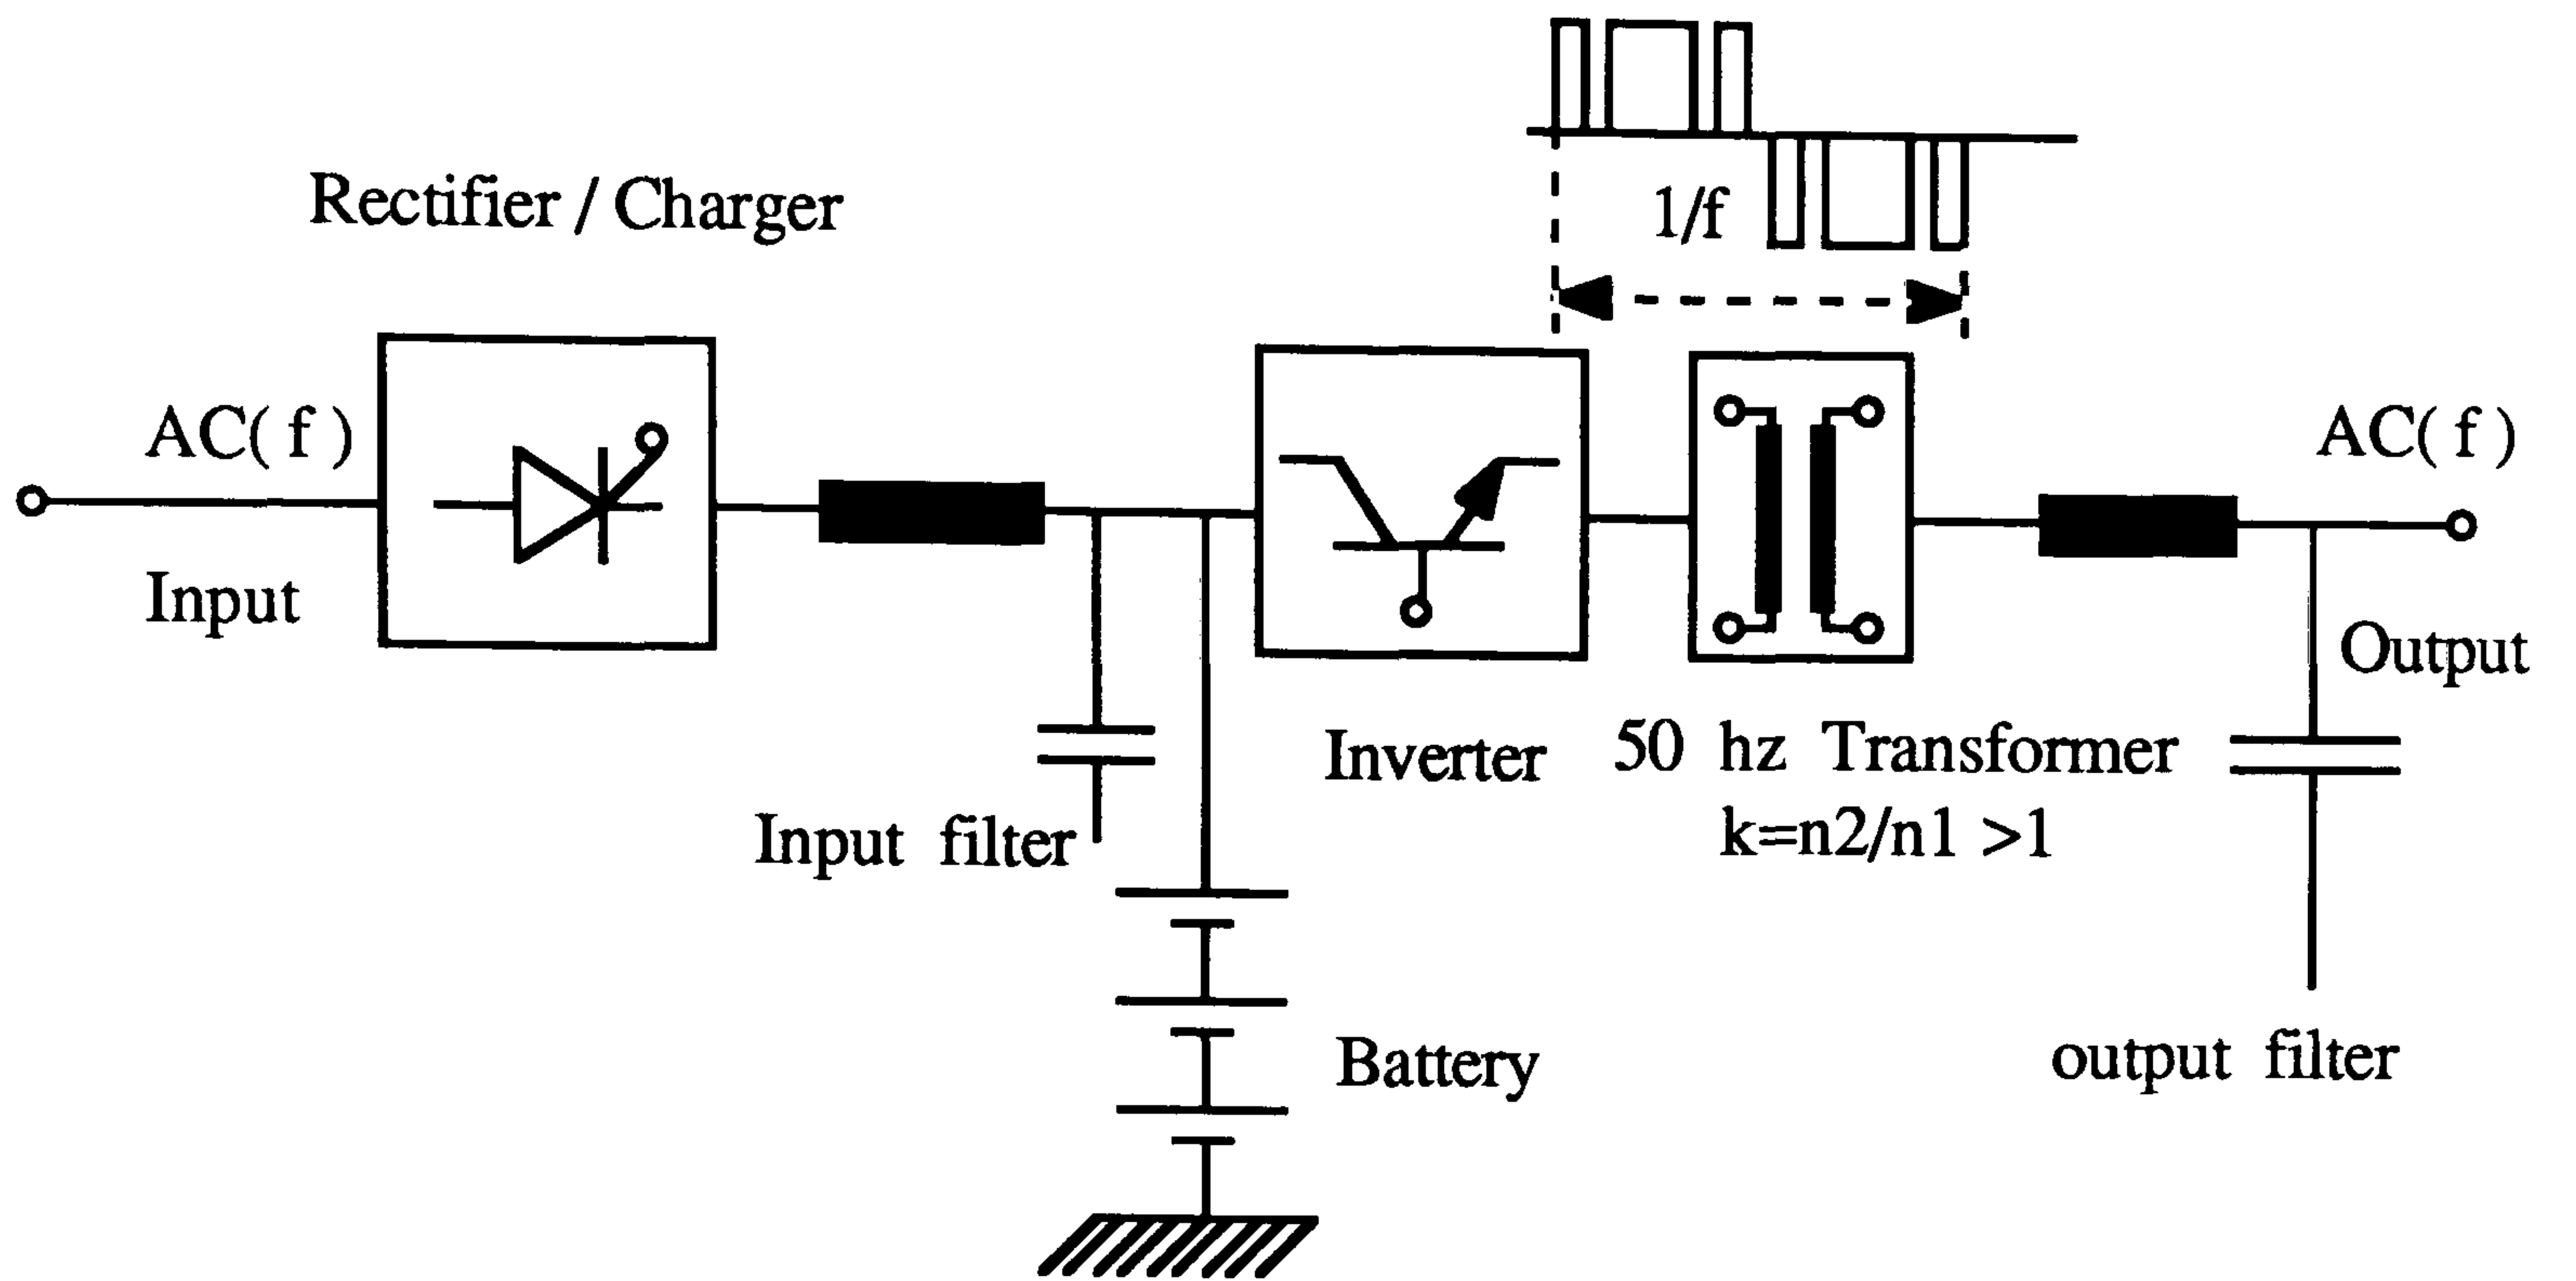 1/f
Rectifier / Charger
AC( f )
Input
AC( f )
Output
Input filter
Inverter
50 hz Transformer
k=n2/n1 >1
Battery
output filter